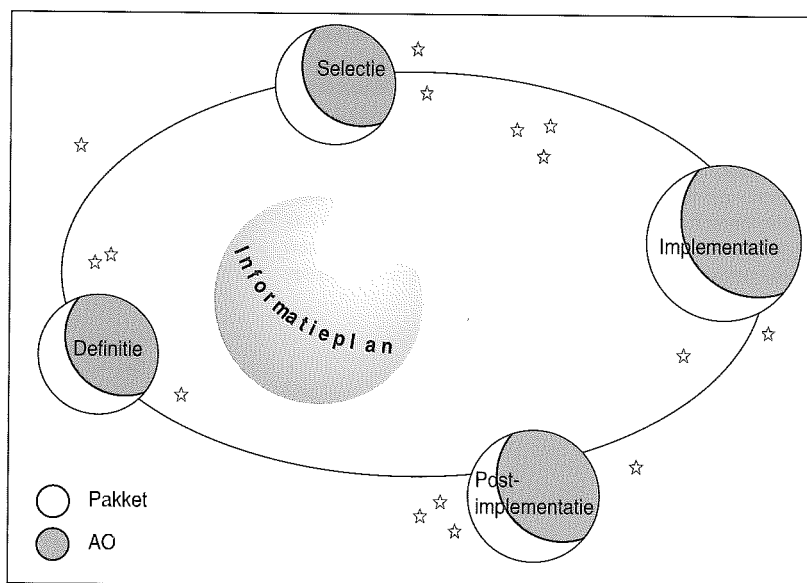 Selectie
Implementatie
Informatieplan
Definitie
Post-
implementatie
Pakket
AO